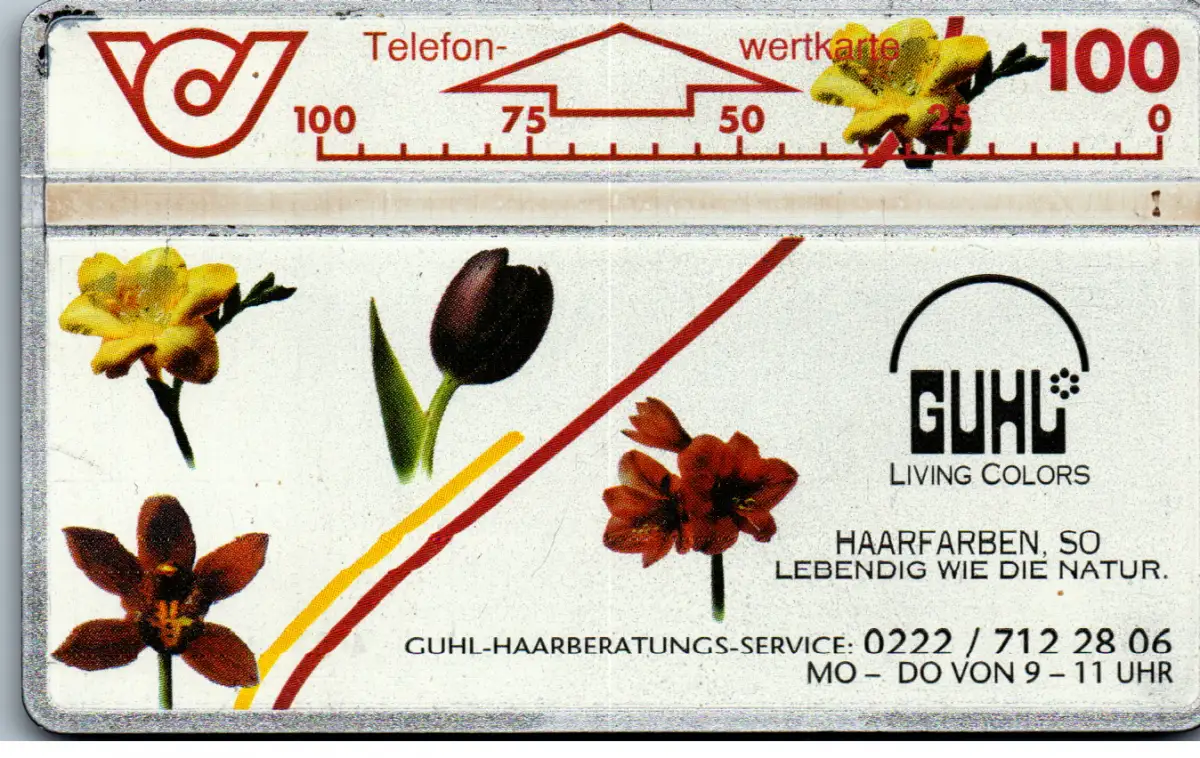 Telefon- wertkarte 100
100 75 50 25 0
GUHL
LIVING COLORS
HAARFARBEN, SO
LEBENDIG WIE DIE NATUR.
GUHL-HAARBERATUNGS-SERVICE: 0222 / 712 28 06
MO – DO VON 9 – 11 UHR